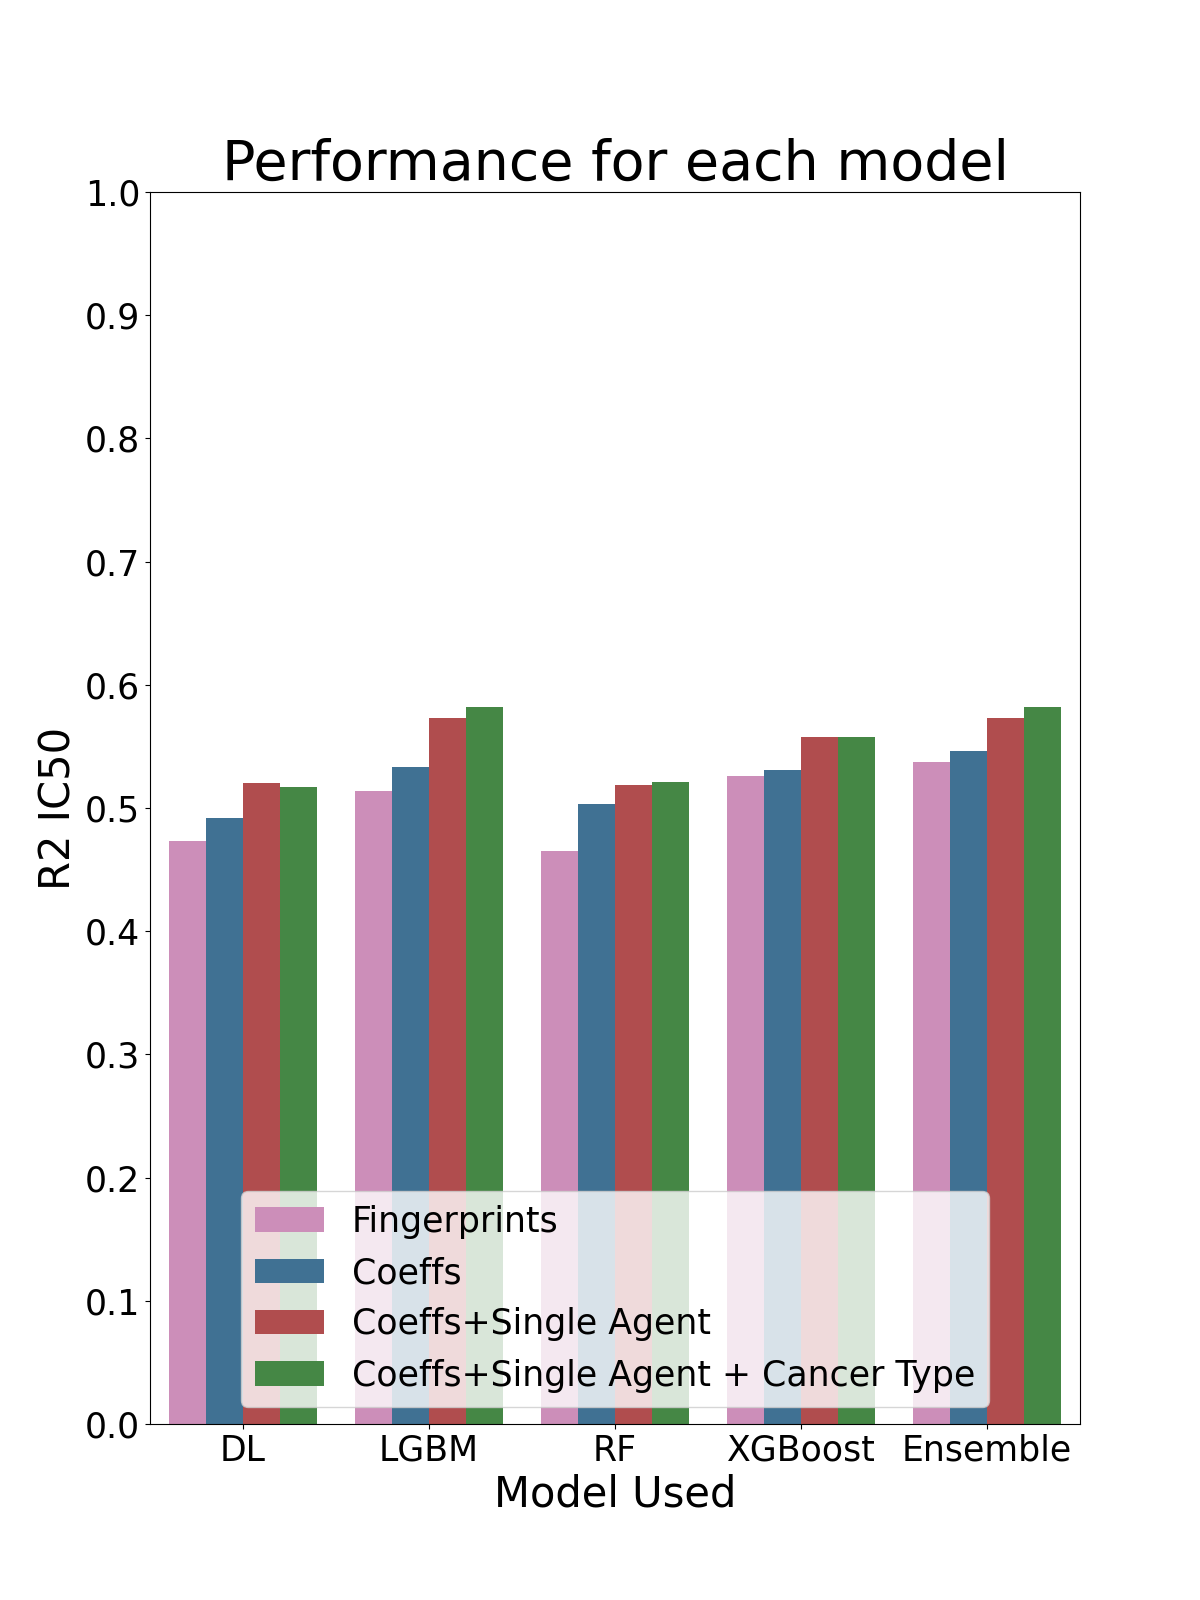 Performance for each model
1.0
0.9
0.8
0.7
0.6
0.5
0.4
0.3
0.2
0.1
0.0
R2 IC50
Fingerprints
Coeffs
Coeffs+Single Agent
Coeffs+Single Agent + Cancer Type
DL LGBM RF XGBoost Ensemble
Model Used